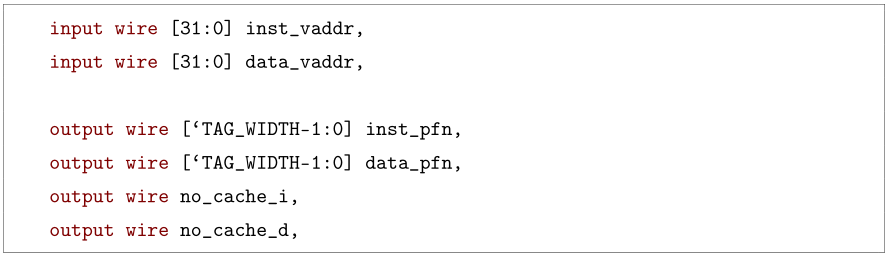 input wire [31:0] inst_vaddr,
input wire [31:0] data_vaddr,
output wire [‘TAG_WIDTH-1:0] inst_pfn,
output wire [‘TAG_WIDTH-1:0] data_pfn,
output wire no_cache_i,
output wire no_cache_d,